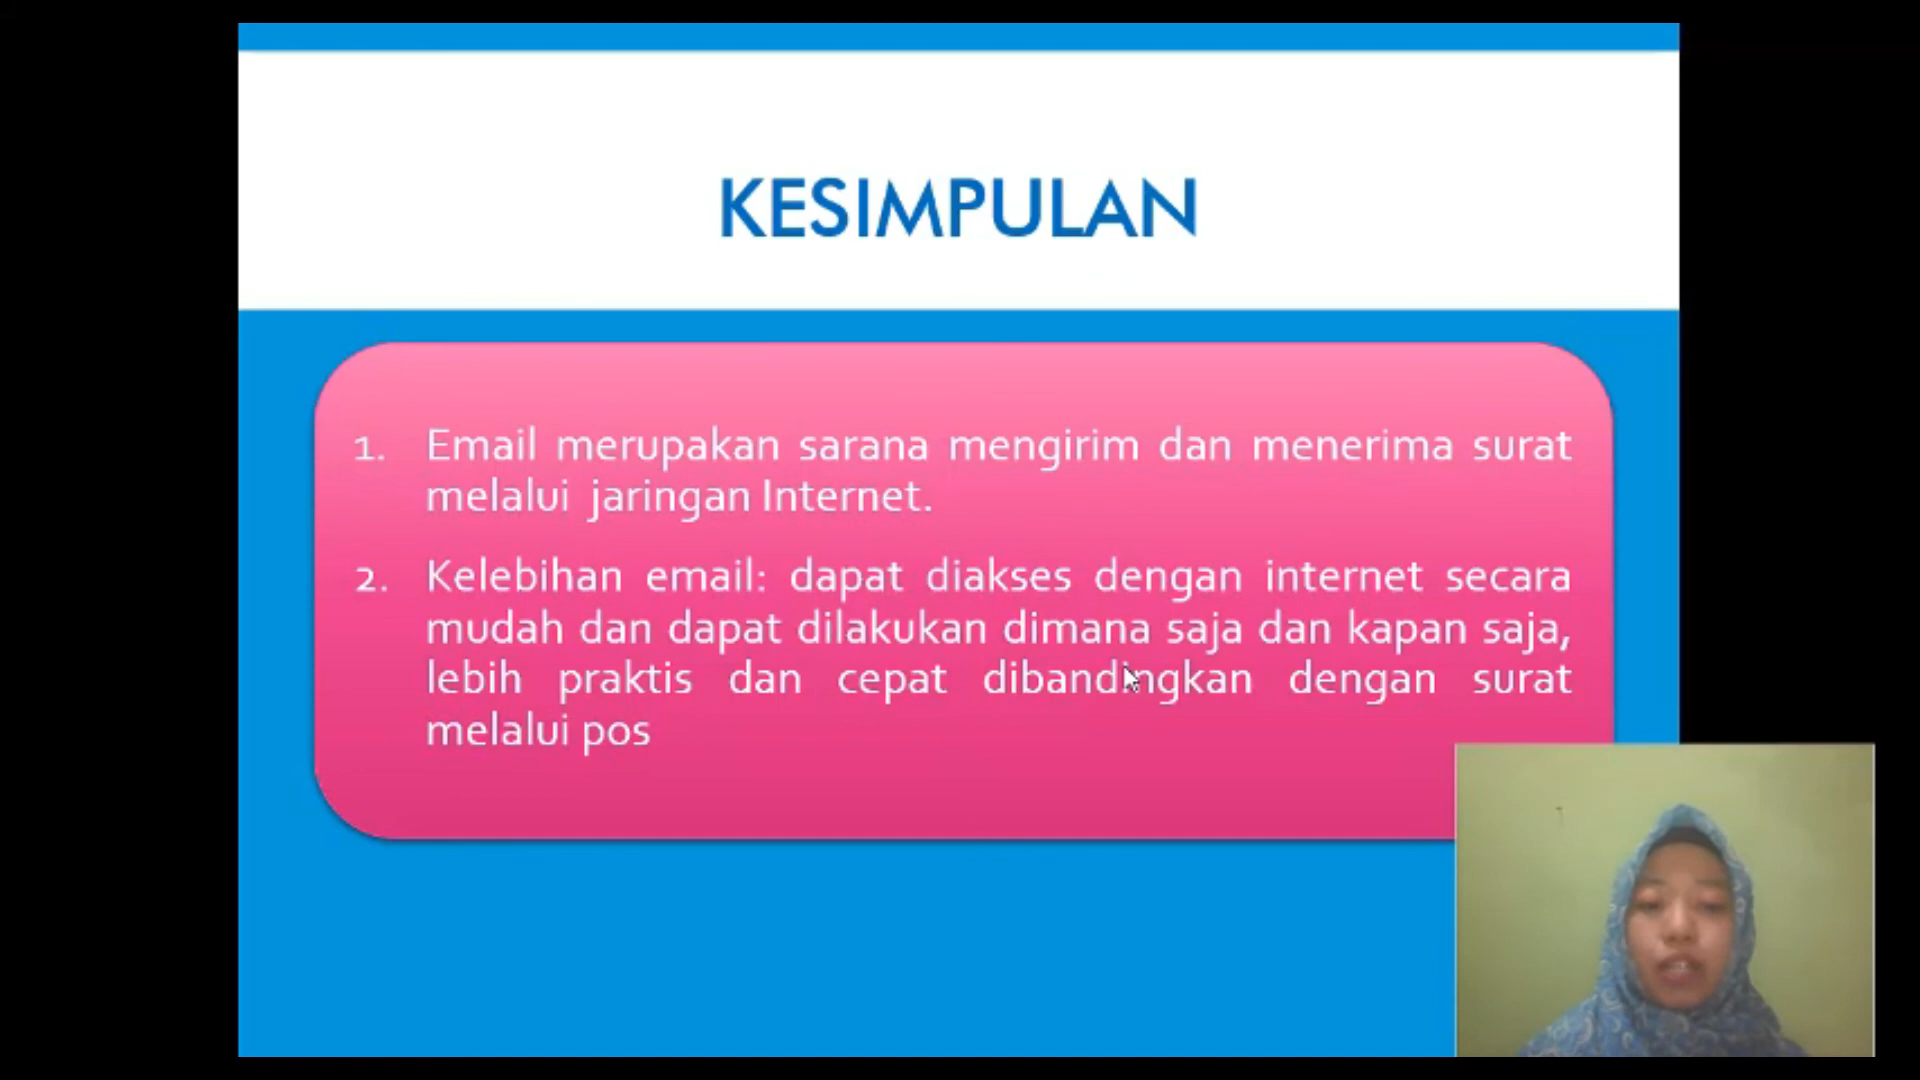 KESIMPULAN
1. Email merupakan sarana mengirim dan menerima surat
melalui jaringan Internet.
2. Kelebihan email: dapat diakses dengan internet secara
mudah dan dapat dilakukan dimana saja dan kapan saja,
lebih praktis dan cepat dibandingkan dengan surat
melalui pos